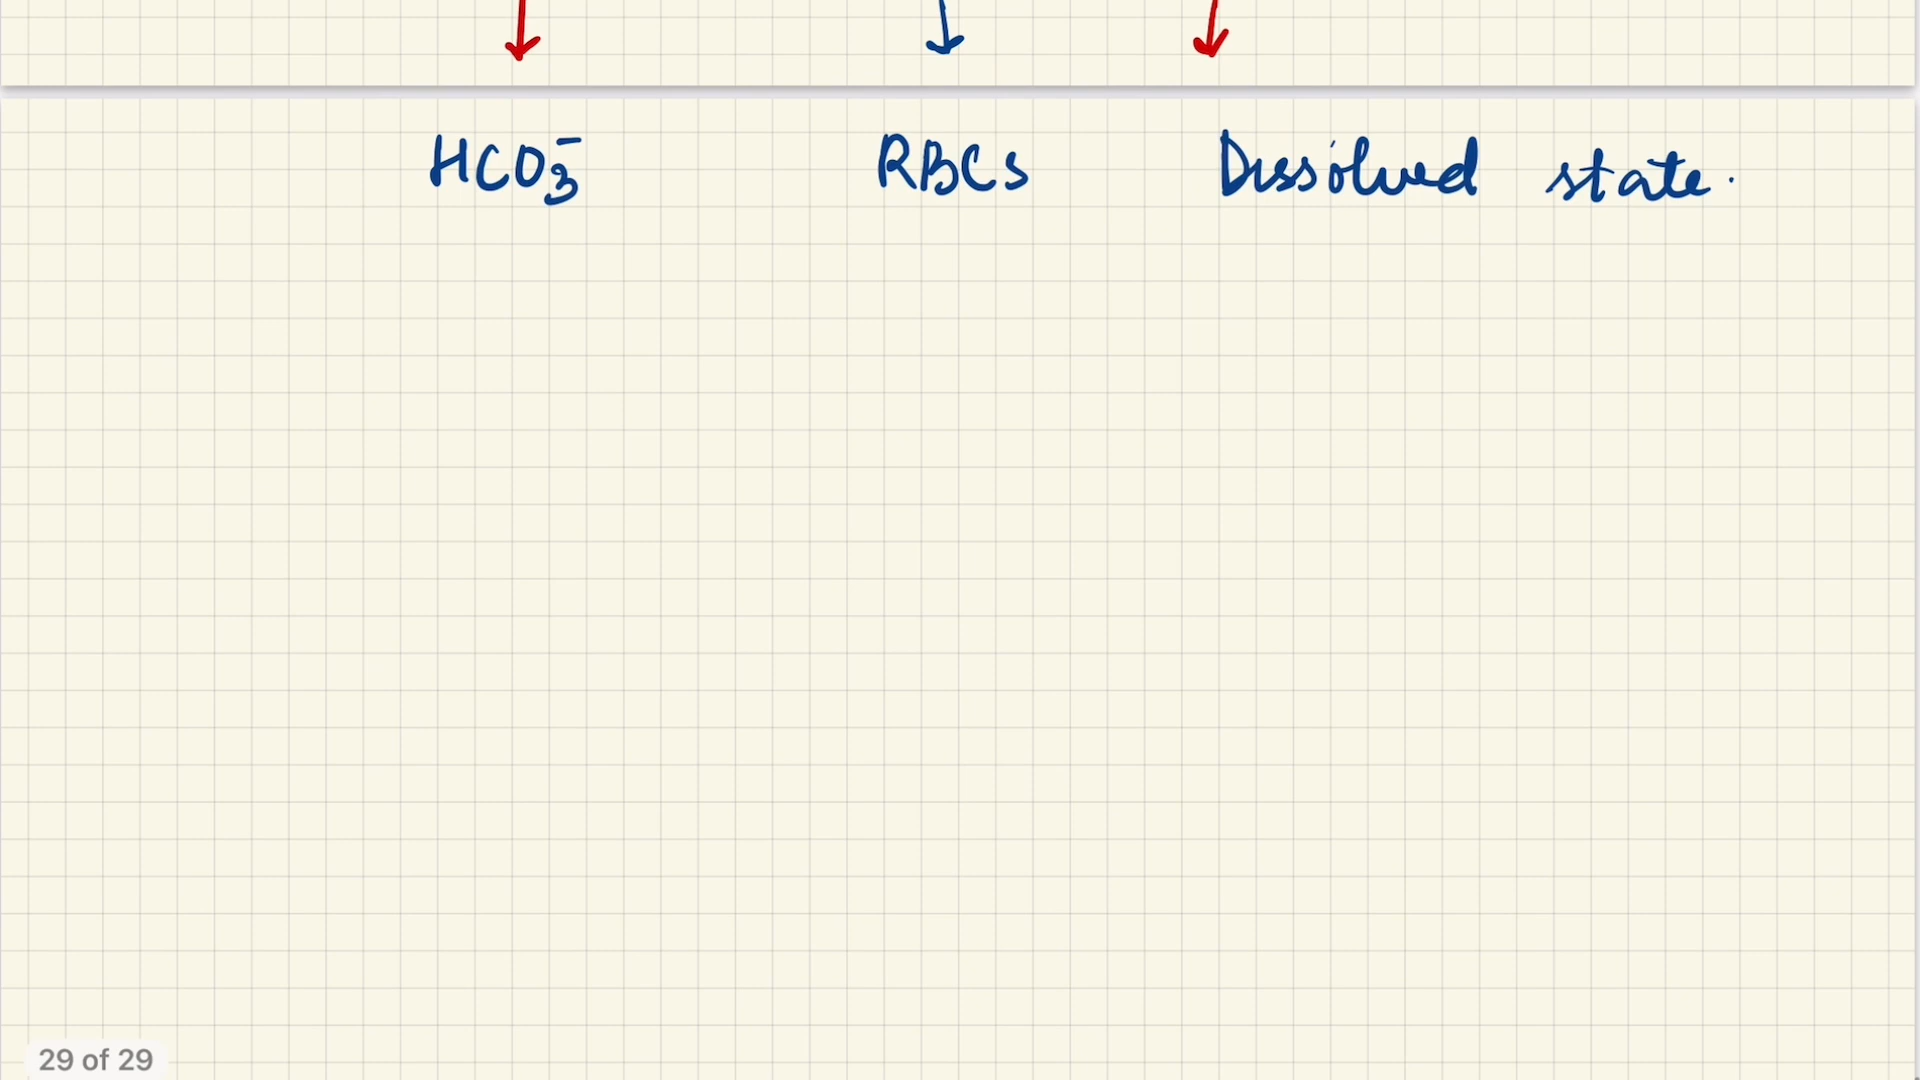 HCO₃⁻ RBCs Dissolved state.
29 of 29